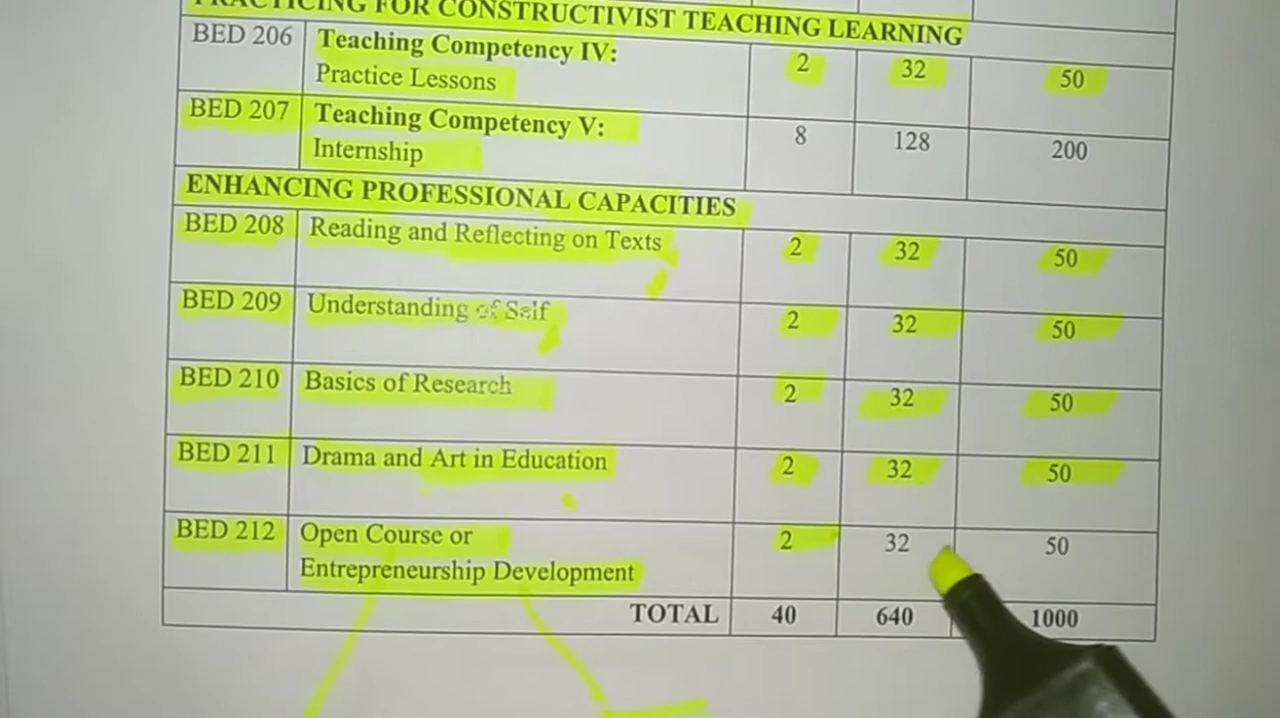 PRACTICING FOR CONSTRUCTIVIST TEACHING LEARNING
BED 206 Teaching Competency IV: 2 32 50
Practice Lessons
BED 207 Teaching Competency V: 8 128 200
Internship
ENHANCING PROFESSIONAL CAPACITIES
BED 208 Reading and Reflecting on Texts 2 32 50
BED 209 Understanding of Self 2 32 50
BED 210 Basics of Research 2 32 50
BED 211 Drama and Art in Education 2 32 50
BED 212 Open Course or 2 32 50
Entrepreneurship Development
TOTAL 40 640 1000